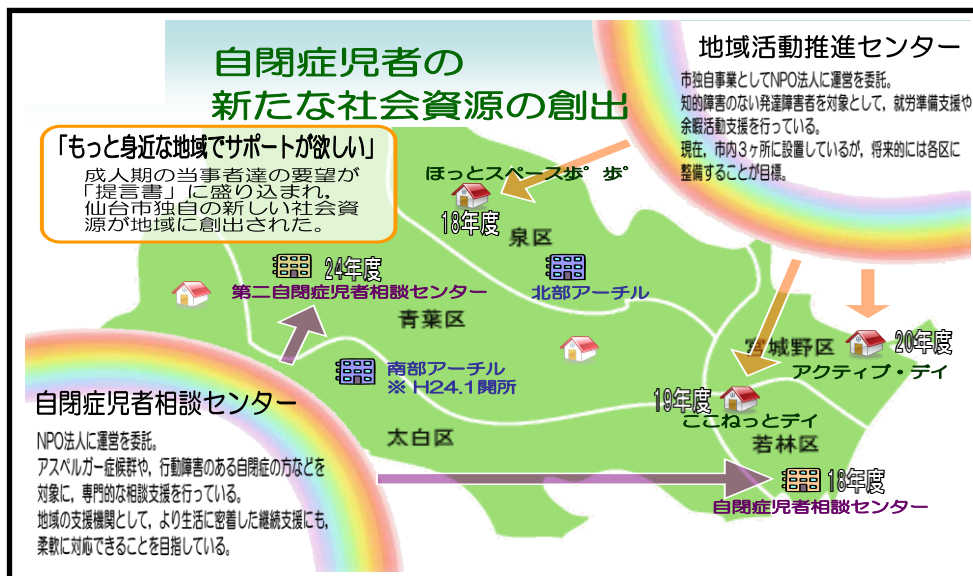 自閉症児者の
新たな社会資源の創出
地域活動推進センター
市独自事業としてNPO法人に運営を委託。
知的障害のない発達障害者を対象として，就労準備支援や
余暇活動支援を行っている。
現在，市内３ヶ所に設置しているが，将来的には各区に
整備することが目標。
「もっと身近な地域でサポートが欲しい」
成人期の当事者達の要望が
「提言書」に盛り込まれ，
仙台市独自の新しい社会資
源が地域に創出された。
ほっとスペース歩゜歩゜
18年度
泉区
24年度
第二自閉症児者相談センター
北部アーチル
青葉区
宮城野区
20年度
アクティブ・デイ
南部アーチル
※ H24.1開所
19年度
ここねっとデイ
太白区
若林区
18年度
自閉症児者相談センター
自閉症児者相談センター
NPO法人に運営を委託。
アスペルガー症候群や，行動障害のある自閉症の方などを
対象に，専門的な相談支援を行っている。
地域の支援機関として，より生活に密着した継続支援にも，
柔軟に対応できることを目指している。